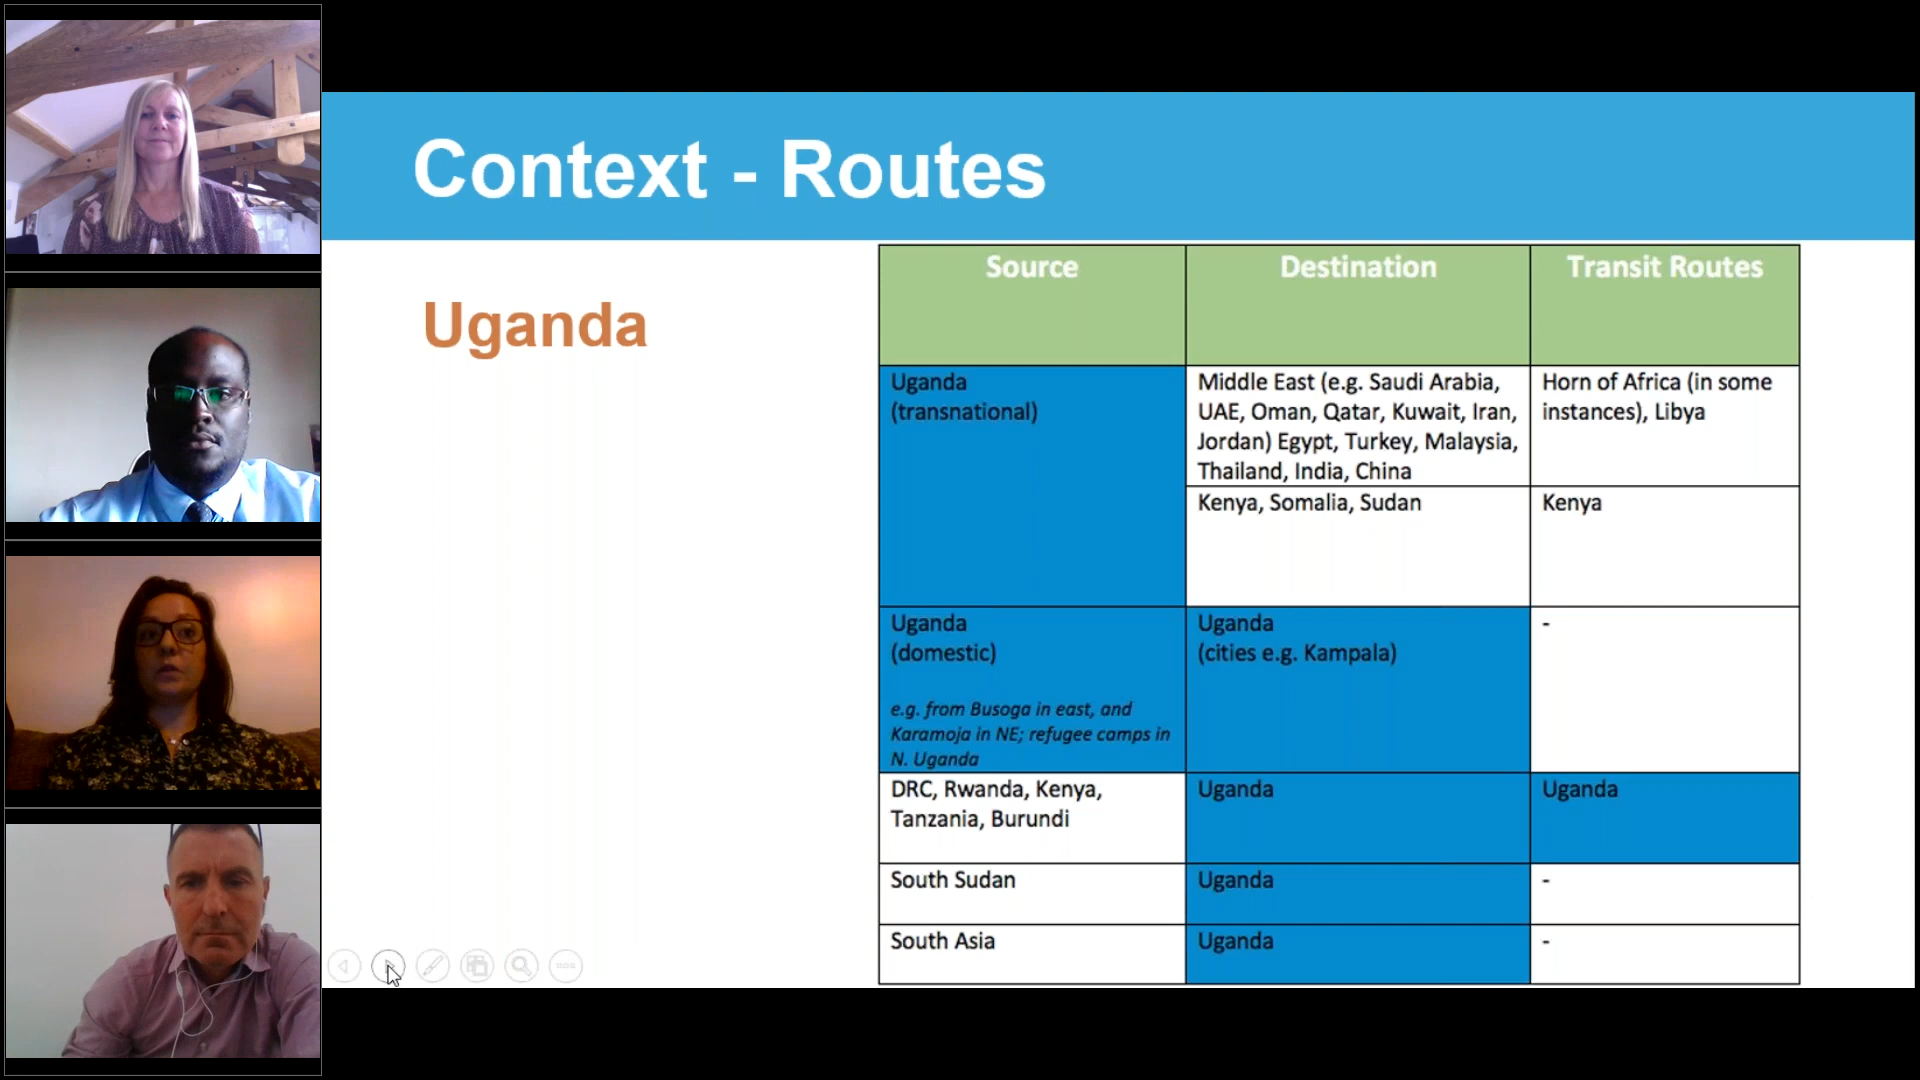 Context - Routes
Uganda
Source
Destination
Transit Routes
Uganda
(transnational)
Middle East (e.g. Saudi Arabia,
UAE, Oman, Qatar, Kuwait, Iran,
Jordan) Egypt, Turkey, Malaysia,
Thailand, India, China
Horn of Africa (in some
instances), Libya
Kenya, Somalia, Sudan
Kenya
Uganda
(domestic)
e.g. from Busoga in east, and
Karamoja in NE; refugee camps in
N. Uganda
Uganda
(cities e.g. Kampala)
-
DRC, Rwanda, Kenya,
Tanzania, Burundi
Uganda
Uganda
South Sudan
Uganda
-
South Asia
Uganda
-